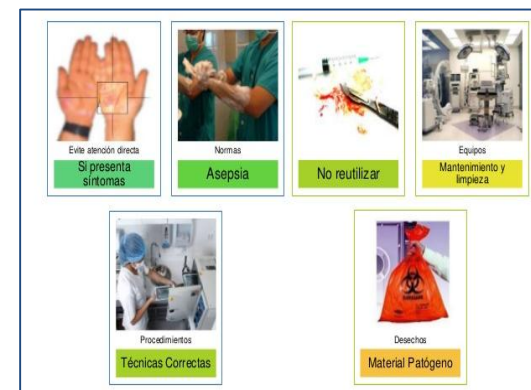 Evite atención directa
Si presenta
síntomas
Normas
Asepsia
No reutilizar
Equipos
Mantenimiento y
limpieza
Procedimientos
Técnicas Correctas
Desechos
Material Patógeno